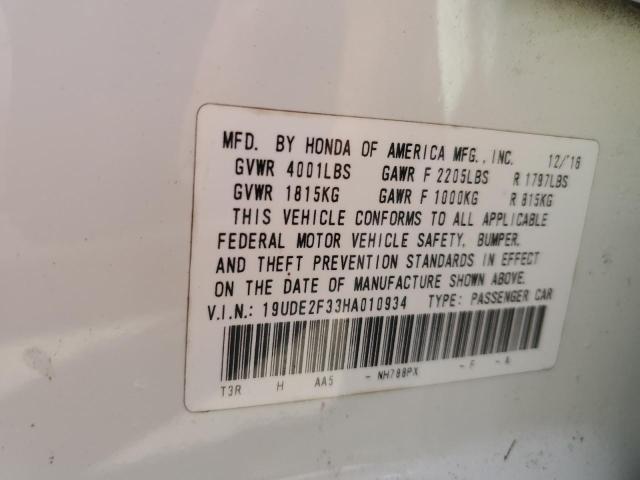 MFD. BY HONDA OF AMERICA MFG., INC. 12/16
GVWR 4001LBS GAWR F 2205LBS R 1797LBS
GVWR 1815KG GAWR F 1000KG R 815KG
THIS VEHICLE CONFORMS TO ALL APPLICABLE
FEDERAL MOTOR VEHICLE SAFETY, BUMPER,
AND THEFT PREVENTION STANDARDS IN EFFECT
ON THE DATE OF MANUFACTURE SHOWN ABOVE.
V.I.N.: 19UDE2F33HA010934 TYPE: PASSENGER CAR
T3R H AA5 - NH788PX - F - A